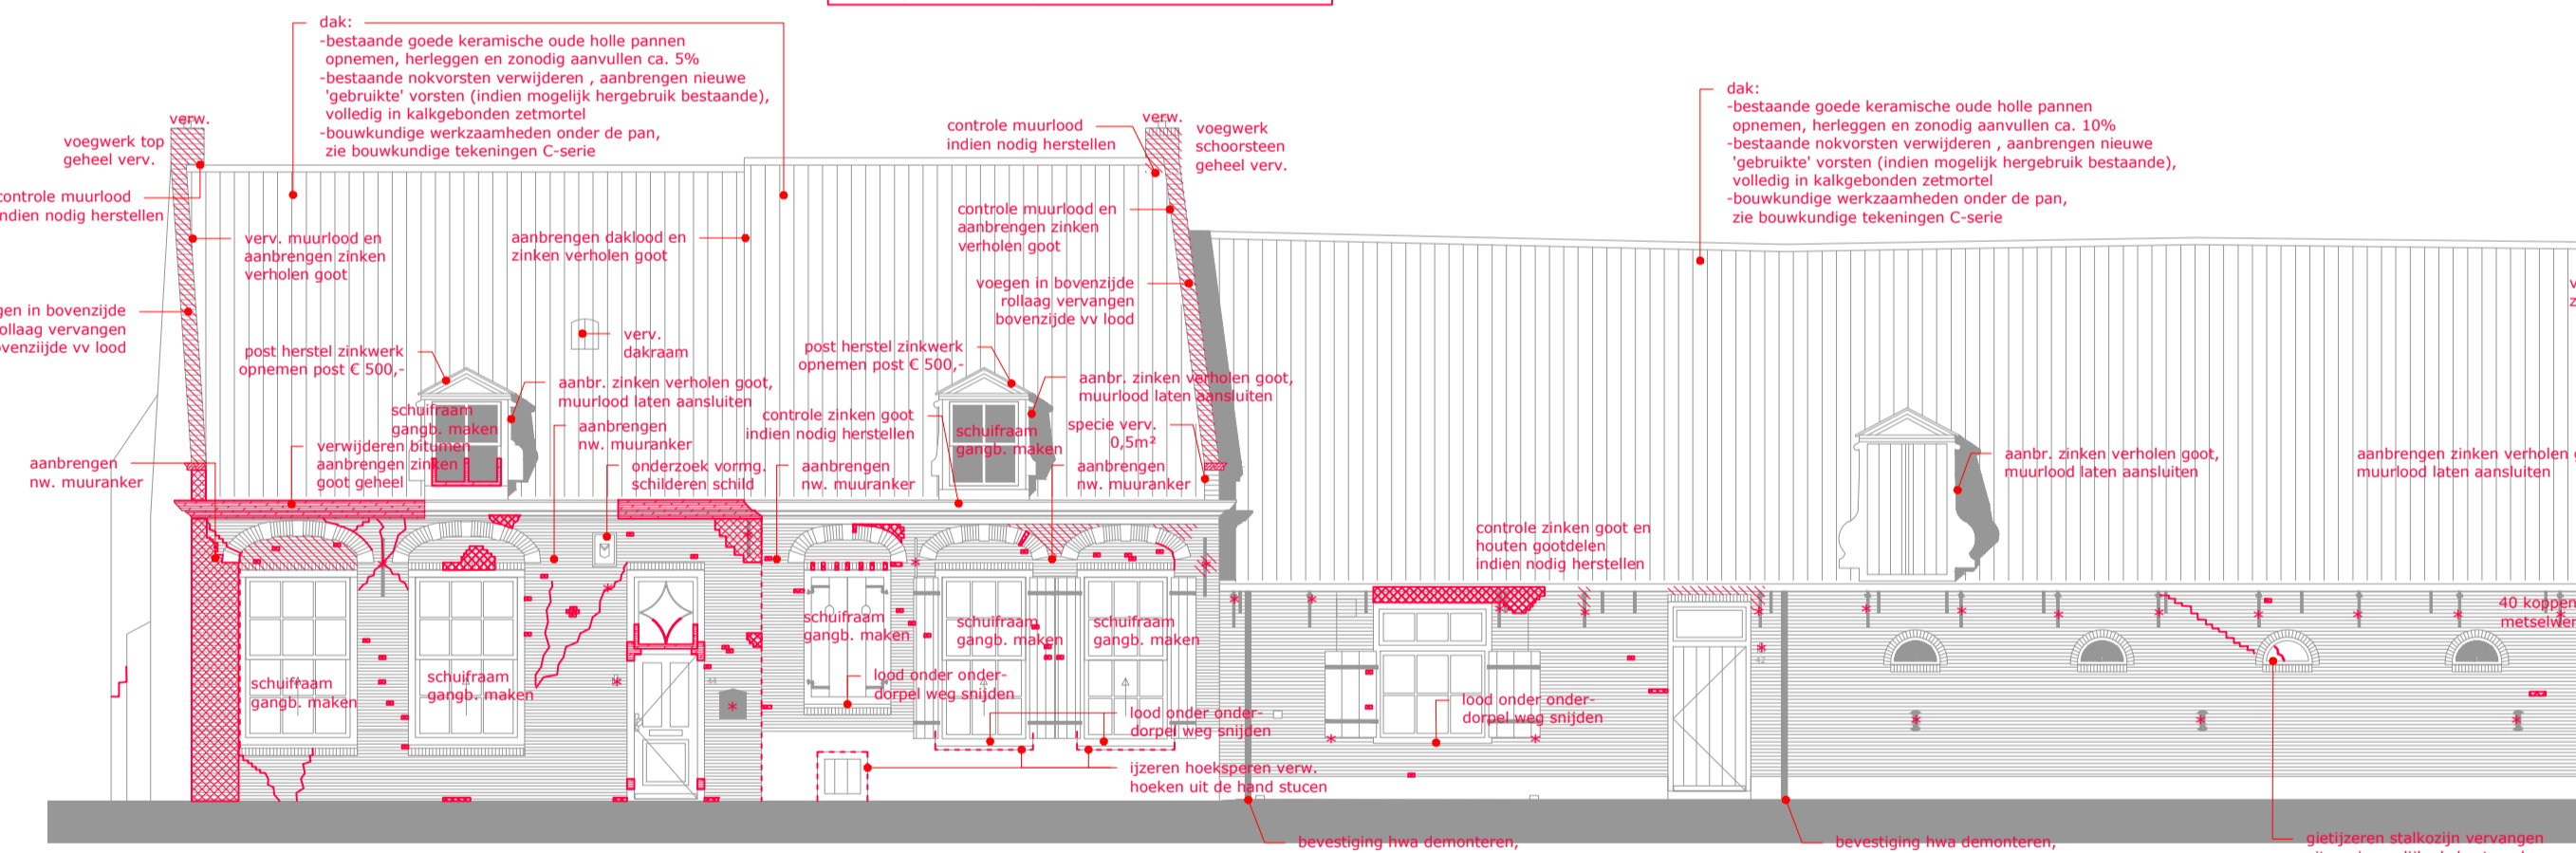 dak:
-bestaande goede keramische oude holle pannen
opnemen, herleggen en zonodig aanvullen ca. 5%
-bestaande nokvorsten verwijderen , aanbrengen nieuwe
'gebruikte' vorsten (indien mogelijk hergebruik bestaande),
volledig in kalkgebonden zetmortel
-bouwkundige werkzaamheden onder de pan,
zie bouwkundige tekeningen C-serie
dak:
-bestaande goede keramische oude holle pannen
opnemen, herleggen en zonodig aanvullen ca. 10%
-bestaande nokvorsten verwijderen , aanbrengen nieuwe
'gebruikte' vorsten (indien mogelijk hergebruik bestaande),
volledig in kalkgebonden zetmortel
-bouwkundige werkzaamheden onder de pan,
zie bouwkundige tekeningen C-serie
verw.
voegwerk top
geheel verv.
controle muurlood
indien nodig herstellen
verw.
voegwerk
schoorsteen
geheel verv.
controle muurlood
indien nodig herstellen
verv. muurlood en
aanbrengen zinken
verholen goot
aanbrengen daklood en
zinken verholen goot
controle muurlood en
aanbrengen zinken
verholen goot
voegen in bovenzijde
rollaag vervangen
bovenzijde vv lood
gen in bovenzijde
ollaag vervangen
ovenziijde vv lood
verv.
dakraam
post herstel zinkwerk
opnemen post € 500,-
post herstel zinkwerk
opnemen post € 500,-
aanbr. zinken verholen goot,
muurlood laten aansluiten
aanbr. zinken verholen goot,
muurlood laten aansluiten
schuifraam
gangb. maken
controle zinken goot
indien nodig herstellen
schuifraam
gangb. maken
specie verv.
0,5m²
verwijderen bitumen
aanbrengen zinken
goot geheel
aanbrengen
nw. muuranker
aanbrengen
nw. muuranker
onderzoek vormg.
schilderen schild
aanbrengen
nw. muuranker
aanbrengen
nw. muuranker
aanbr. zinken verholen goot,
muurlood laten aansluiten
aanbrengen zinken verholen
muurlood laten aansluiten
controle zinken goot en
houten gootdelen
indien nodig herstellen
40 koppen
metselwer
schuifraam
gangb. maken
schuifraam
gangb. maken
schuifraam
gangb. maken
schuifraam
gangb. maken
schuifraam
gangb. maken
44
42
lood onder onder-
dorpel weg snijden
lood onder onder-
dorpel weg snijden
lood onder onder-
dorpel weg snijden
ijzeren hoeksperen verw.
hoeken uit de hand stucen
bevestiging hwa demonteren,
bevestiging hwa demonteren,
gietijzeren stalkozijn vervangen